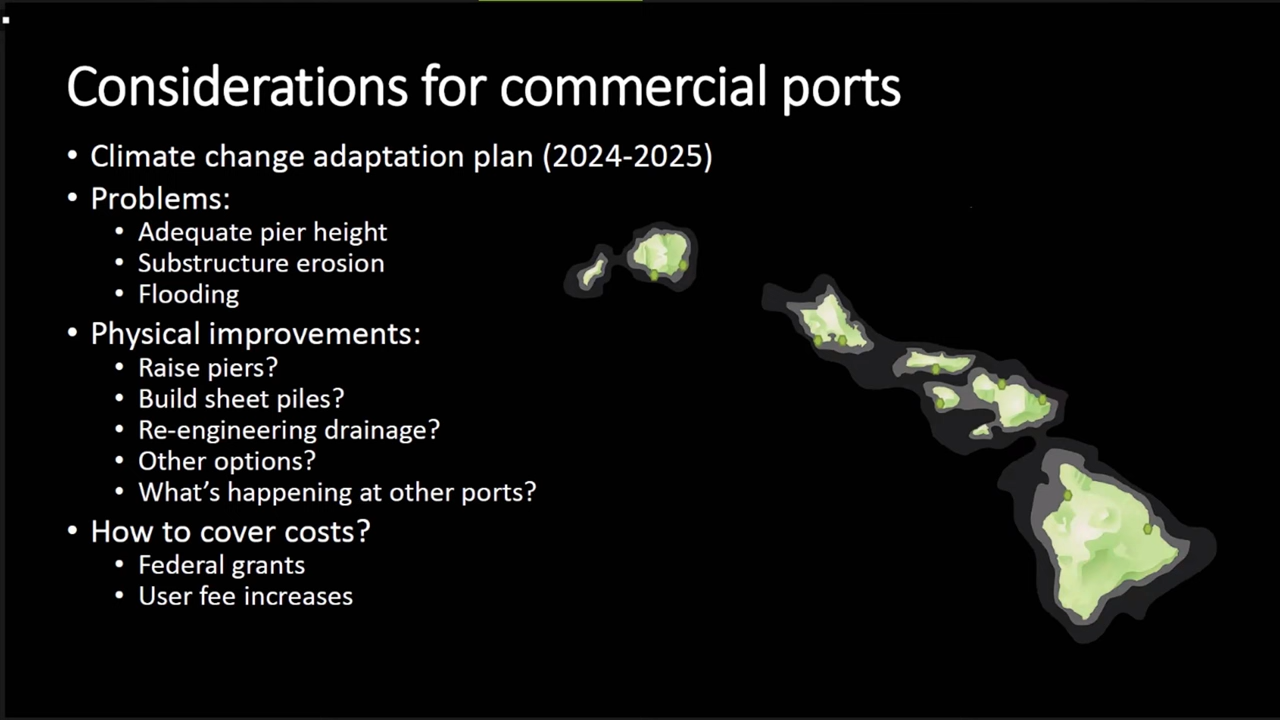 Considerations for commercial ports
• Climate change adaptation plan (2024-2025)
• Problems:
• Adequate pier height
• Substructure erosion
• Flooding
• Physical improvements:
• Raise piers?
• Build sheet piles?
• Re-engineering drainage?
• Other options?
• What's happening at other ports?
• How to cover costs?
• Federal grants
• User fee increases